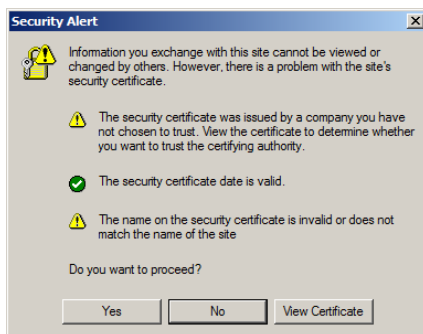 Security Alert
Information you exchange with this site cannot be viewed or
changed by others. However, there is a problem with the site's
security certificate.
The security certificate was issued by a company you have
not chosen to trust. View the certificate to determine whether
you want to trust the certifying authority.
The security certificate date is valid.
The name on the security certificate is invalid or does not
match the name of the site
Do you want to proceed?
Yes No View Certificate